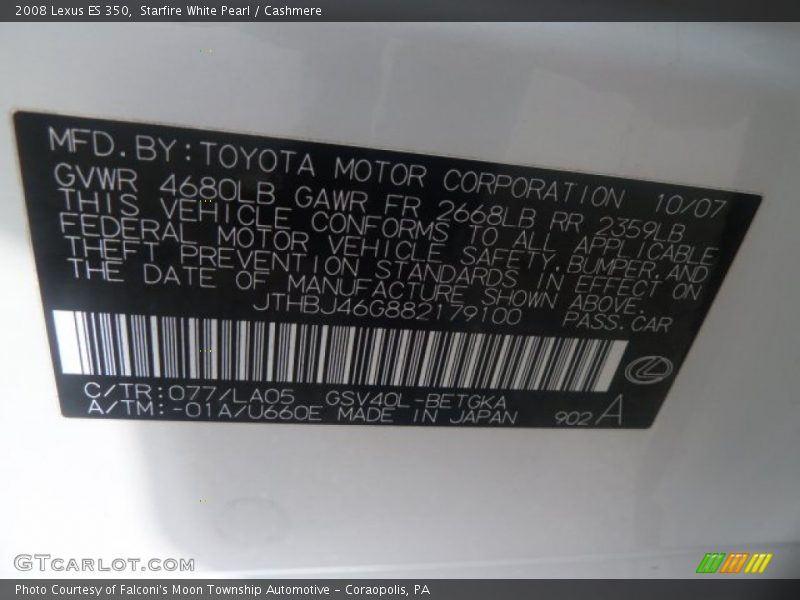 2008 Lexus ES 350,  Starfire White Pearl / Cashmere
MFD.BY:TOYOTA MOTOR CORPORATION 10/07
GVWR 4680LB GAWR FR 2668LB RR 2359LB
THIS VEHICLE CONFORMS TO ALL APPLICABLE
FEDERAL MOTOR VEHICLE SAFETY,BUMPER,AND
THEFT PREVENTION STANDARDS IN EFFECT ON
THE DATE OF MANUFACTURE SHOWN ABOVE.
JTHBJ46G882179100 PASS.CAR
C/TR:077/LA05 GSV40L-BETGKA
A/TM:-01A/U660E MADE IN JAPAN 902 A
GTCARLOT.COM
Photo Courtesy of Falconi's Moon Township Automotive - Coraopolis, PA